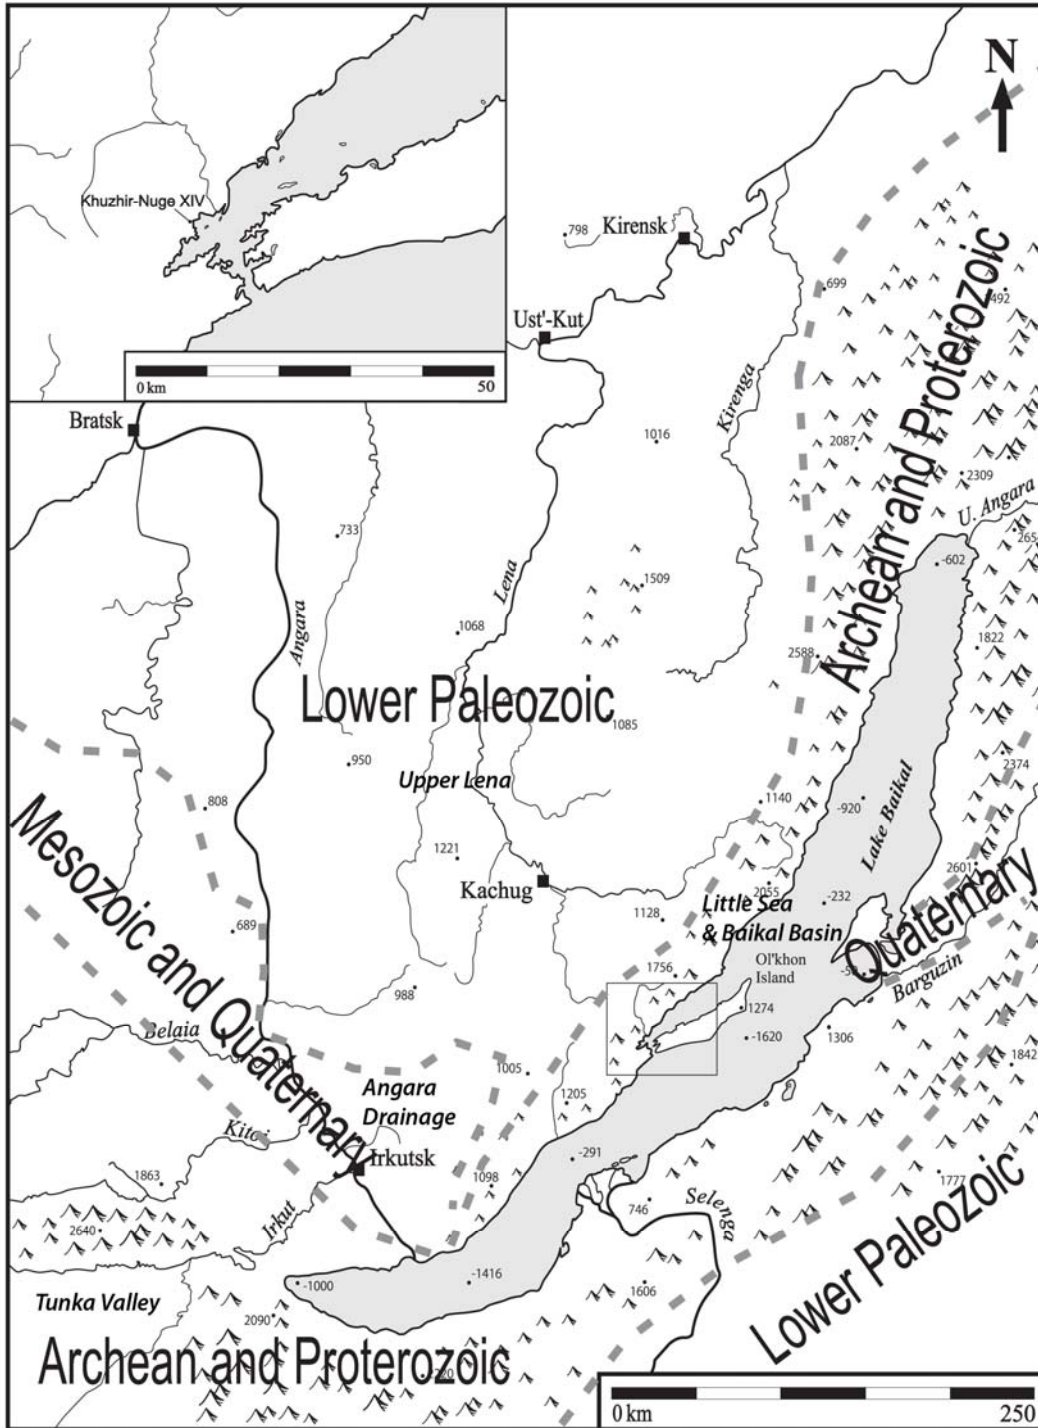 N
Khuzhir-Nuge XIV
0 km
50
Kirensk
798
699
492
Ust'-Kut
Kirenga
Bratsk
1016
2087
2309
Archean and Proterozoic
U. Angara
733
-602
Lena
1509
Angara
1068
1822
2588
Lower Paleozoic
1085
2374
950
Upper Lena
1140
808
-920
Lake Baikal
1221
2601
Kachug
2055
Little Sea
& Baikal Basin
-232
Quaternary
Mesozoic and Quaternary
689
1128
Ol'khon
Island
1756
Barguzin
988
1274
Belaia
-1620
1306
1842
1005
Angara
Drainage
1205
Kitoi
Irkutsk
-291
1863
1098
1777
Selenga
746
Irkut
2640
Lower Paleozoic
-1000
-1416
1606
Tunka Valley
2090
Archean and Proterozoic
0 km
250